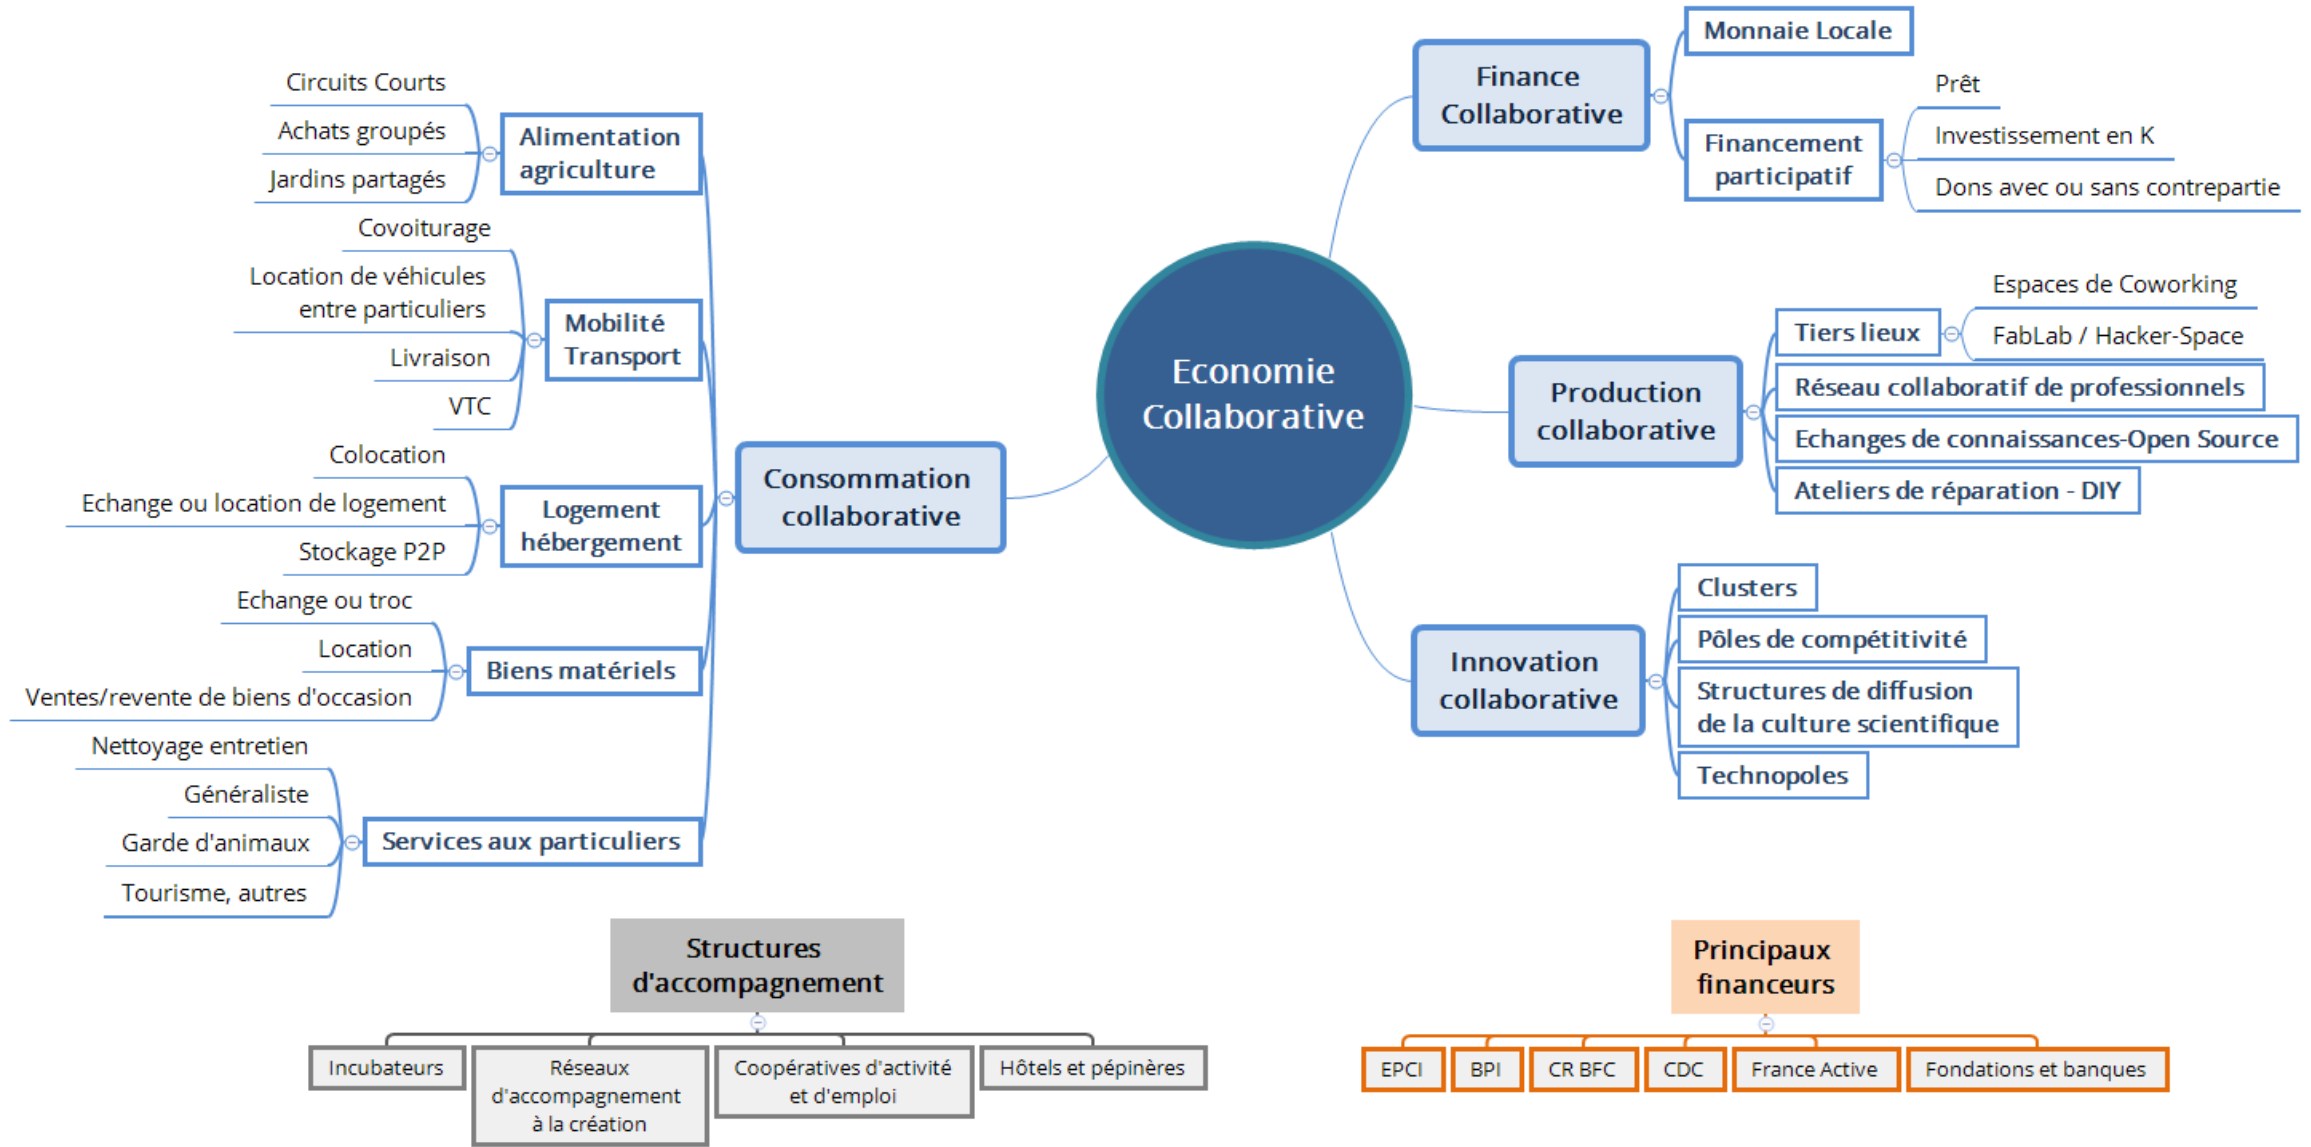 Economie
Collaborative
Finance
Collaborative
Monnaie Locale
Financement
participatif
Prêt
Investissement en K
Dons avec ou sans contrepartie
Production
collaborative
Tiers lieux
Espaces de Coworking
FabLab / Hacker-Space
Réseau collaboratif de professionnels
Echanges de connaissances-Open Source
Ateliers de réparation - DIY
Innovation
collaborative
Clusters
Pôles de compétitivité
Structures de diffusion
de la culture scientifique
Technopoles
Consommation
collaborative
Alimentation
agriculture
Circuits Courts
Achats groupés
Jardins partagés
Mobilité
Transport
Covoiturage
Location de véhicules
entre particuliers
Livraison
VTC
Logement
hébergement
Colocation
Echange ou location de logement
Stockage P2P
Biens matériels
Echange ou troc
Location
Ventes/revente de biens d'occasion
Services aux particuliers
Nettoyage entretien
Généraliste
Garde d'animaux
Tourisme, autres
Structures
d'accompagnement
Incubateurs
Réseaux
d'accompagnement
à la création
Coopératives d'activité
et d'emploi
Hôtels et pépinères
Principaux
financeurs
EPCI
BPI
CR BFC
CDC
France Active
Fondations et banques